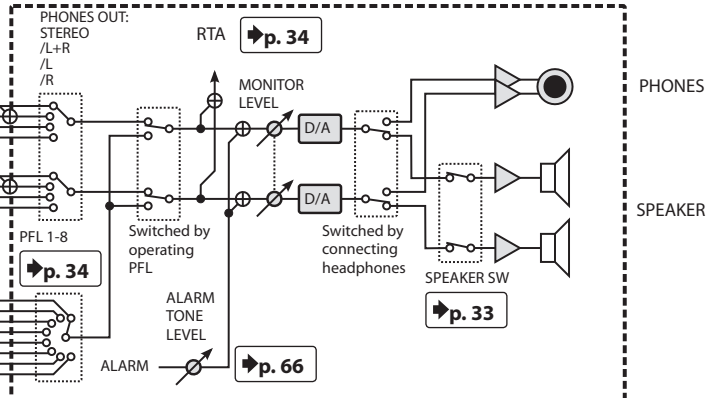 PHONES OUT:
STEREO
/L+R
/L
/R
RTA
p. 34
MONITOR
LEVEL
D/A
PHONES
D/A
SPEAKER
PFL 1-8
p. 34
Switched by
operating
PFL
Switched by
connecting
headphones
SPEAKER SW
p. 33
ALARM
TONE
LEVEL
ALARM
p. 66